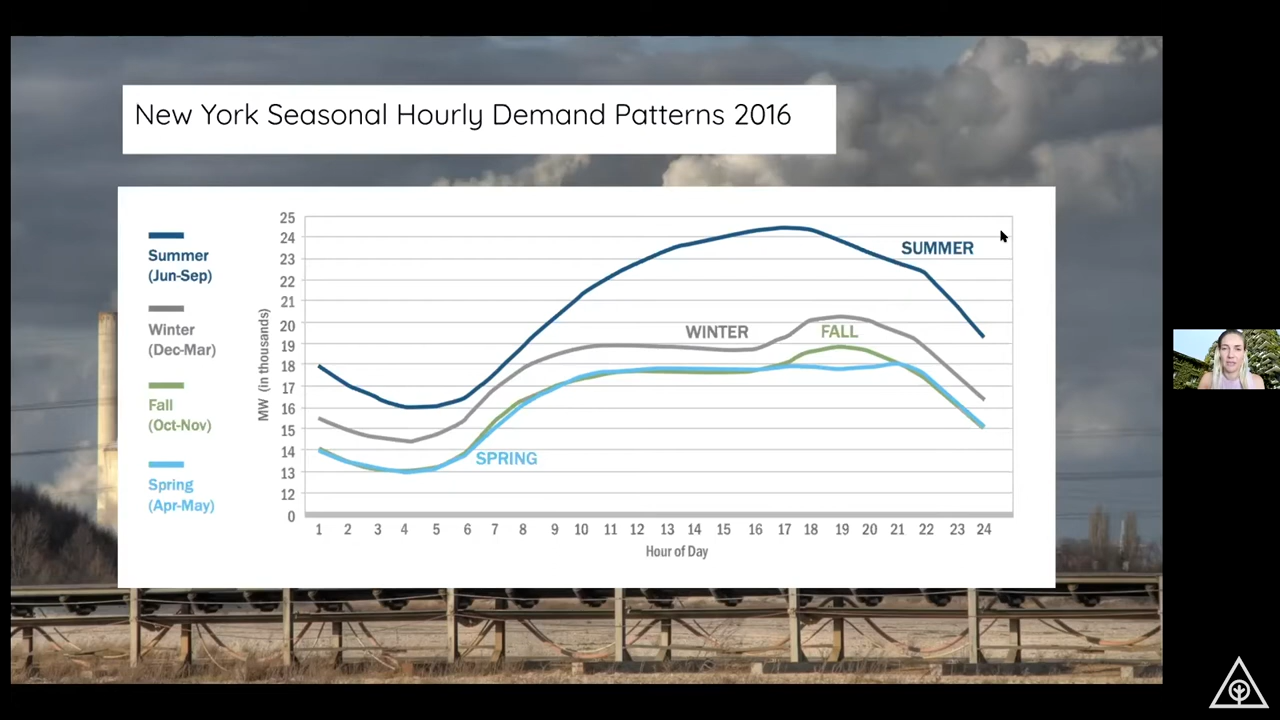 New York Seasonal Hourly Demand Patterns 2016
Summer
(Jun-Sep)
Winter
(Dec-Mar)
Fall
(Oct-Nov)
Spring
(Apr-May)
MW (in thousands)
25
24
23
22
21
20
19
18
17
16
15
14
13
12
0
SUMMER
WINTER
FALL
SPRING
1 2 3 4 5 6 7 8 9 10 11 12 13 14 15 16 17 18 19 20 21 22 23 24
Hour of Day